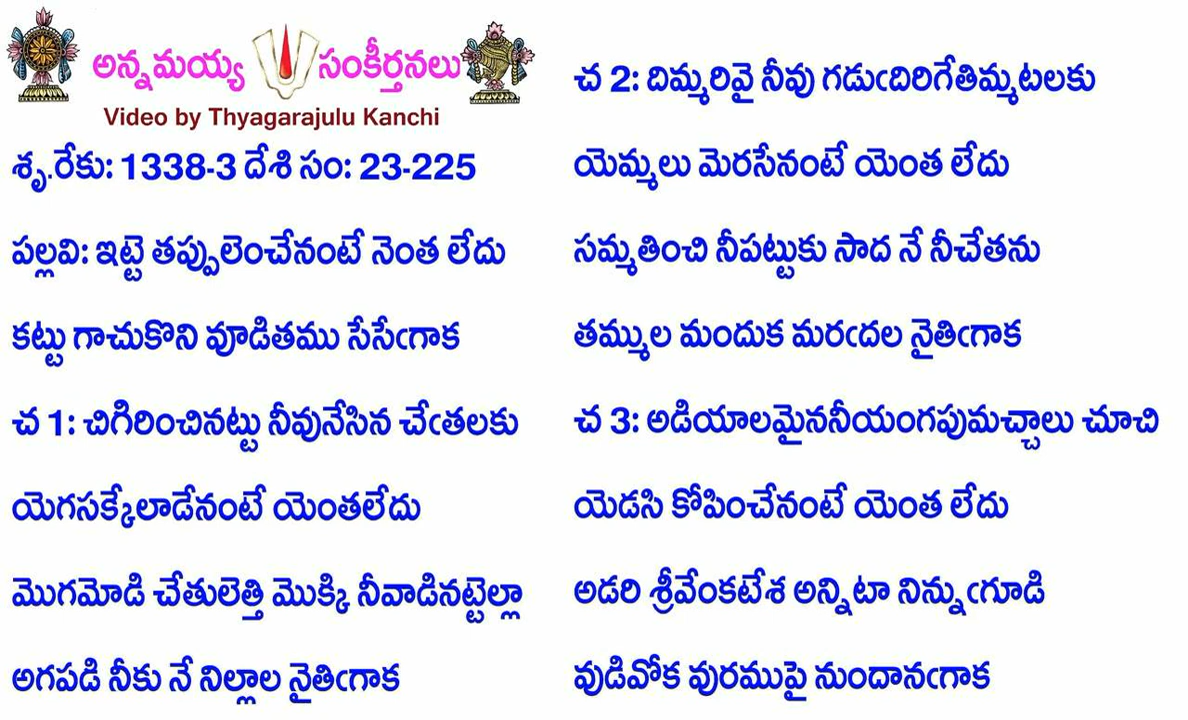 అన్నమయ్య సంకీర్తనలు
Video by Thyagarajulu Kanchi
శృ.రేకు: 1338-3 దేశి సం: 23-225
పల్లవి: ఇట్టె తప్పులెంచేనంటే నెంత లేదు
కట్టు గాచుకొని వూడితము సేసేఁగాక
చ 1: చిగిరించినట్టు నీవునేసిన చేఁతలకు
యెగసక్కేలాడేనంటే యెంతలేదు
మొగమోడి చేతులెత్తి మొక్కి నీవాడినట్టెల్లా
అగపడి నీకు నే నిల్లాల నైతిఁగాక
చ 2: దిమ్మరివై నీవు గడుఁదిరిగేతిమ్మటలకు
యెమ్మలు మెరసేనంటే యెంత లేదు
సమ్మతించి నీపట్టుకు సాద నే నీచేతను
తమ్ముల మందుక మరఁదల నైతిఁగాక
చ 3: అడియాలమైననీయంగపుమచ్చాలు చూచి
యెడసి కోపించేనంటే యెంత లేదు
అడరి శ్రీవేంకటేశ అన్నిటా నిన్నుఁగూడి
వుడివోక వురముపై నుందానఁగాక